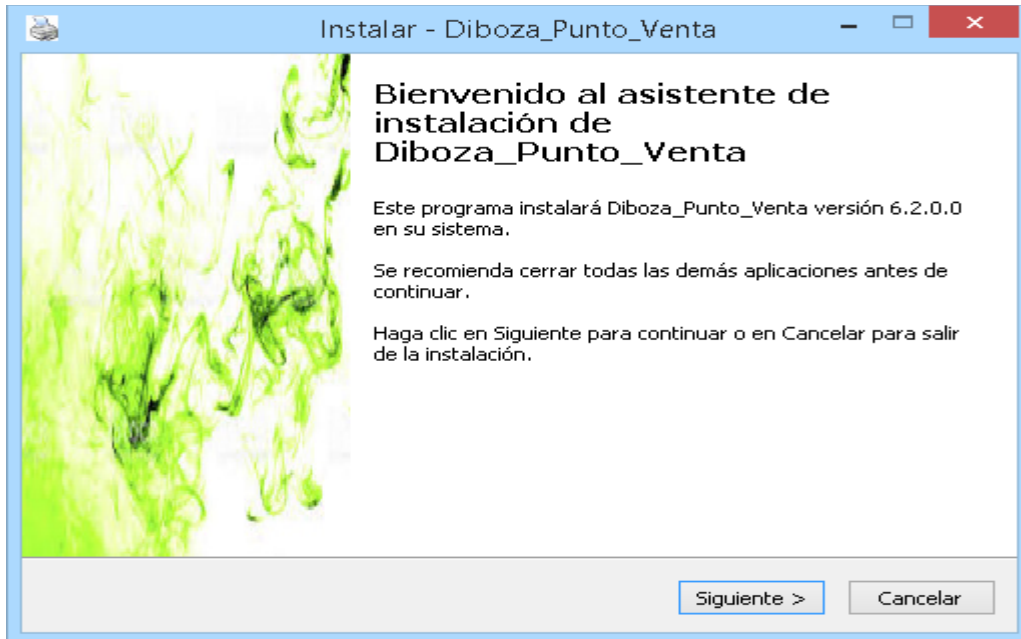 Instalar - Diboza_Punto_Venta
Bienvenido al asistente de
instalación de
Diboza_Punto_Venta
Este programa instalará Diboza_Punto_Venta versión 6.2.0.0
en su sistema.
Se recomienda cerrar todas las demás aplicaciones antes de
continuar.
Haga clic en Siguiente para continuar o en Cancelar para salir
de la instalación.
Siguiente >
Cancelar